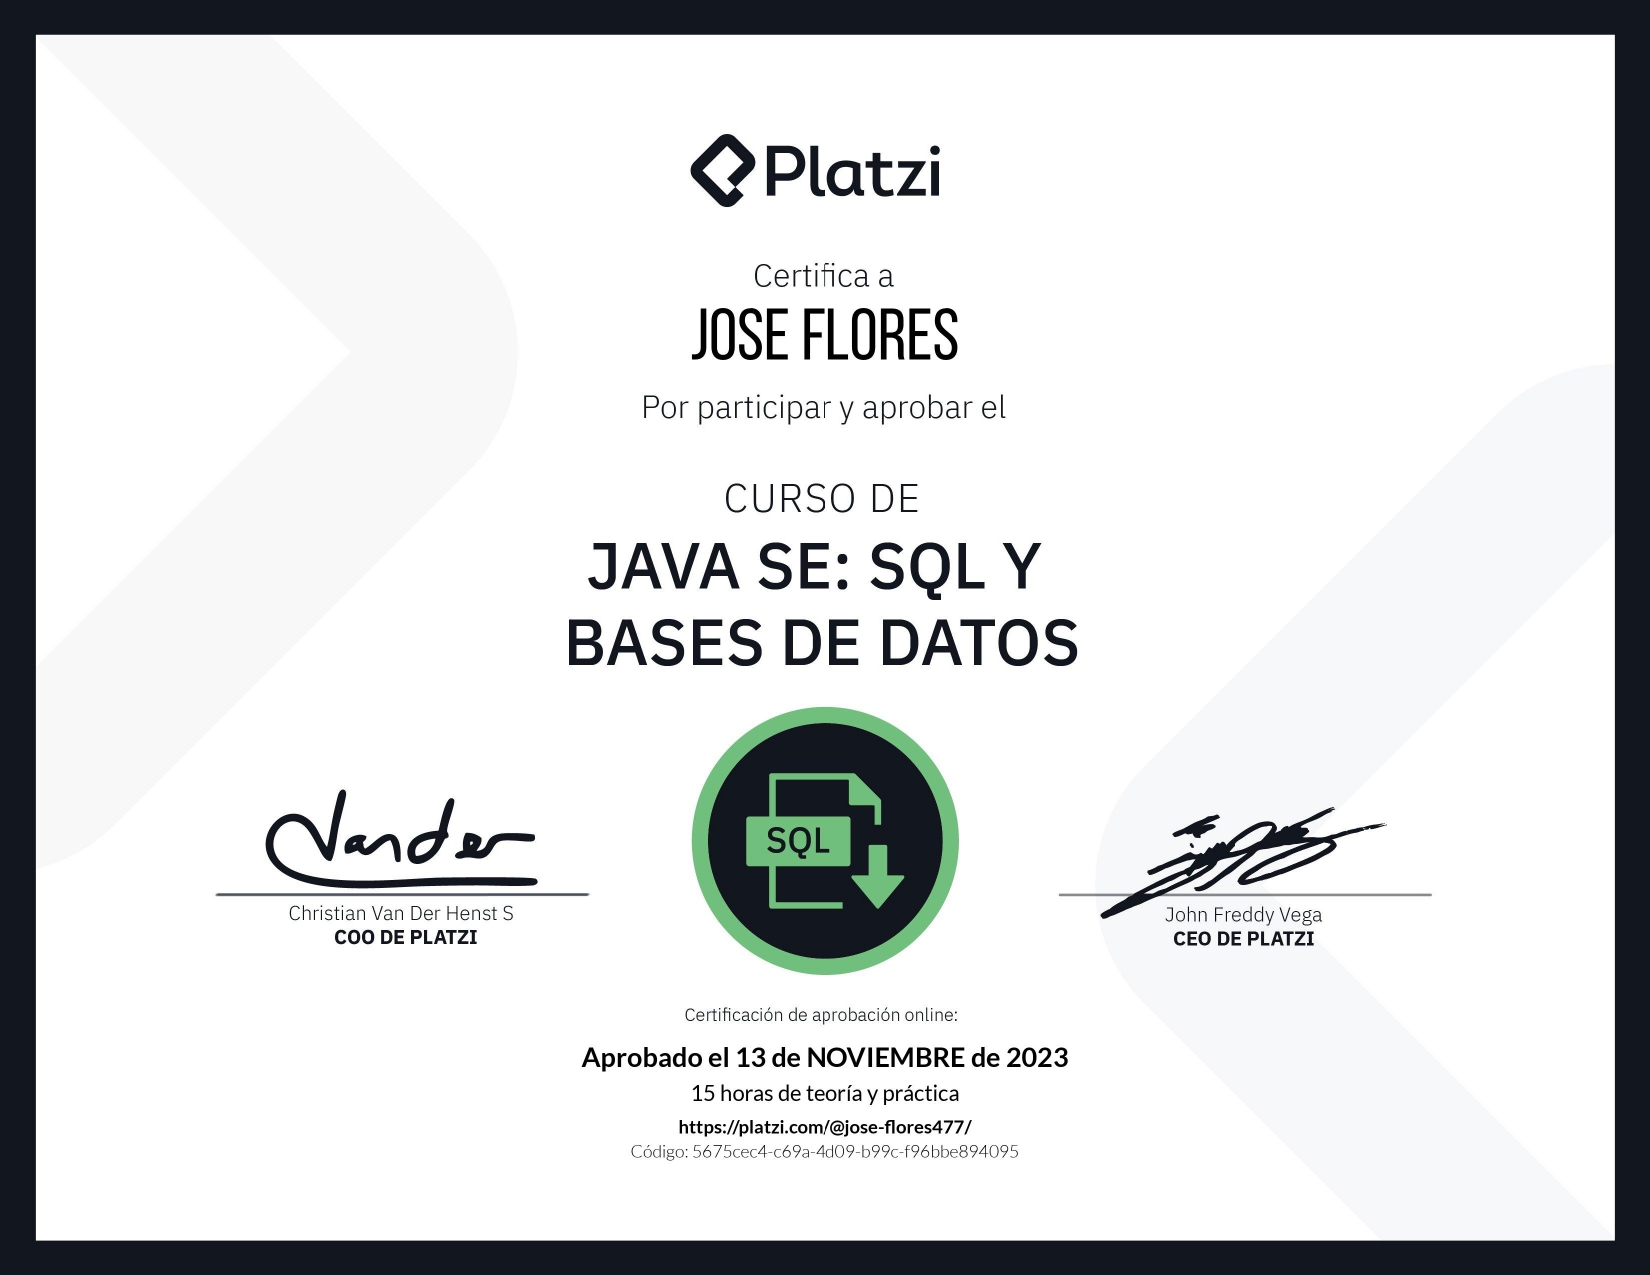 Platzi
Certifica a
JOSE FLORES
Por participar y aprobar el
CURSO DE
JAVA SE: SQL Y
BASES DE DATOS
SQL
Vander
Christian Van Der Henst S
COO DE PLATZI
John Freddy Vega
CEO DE PLATZI
Certificación de aprobación online:
Aprobado el 13 de NOVIEMBRE de 2023
15 horas de teoría y práctica
https://platzi.com/@jose-flores477/
Código: 5675cec4-c69a-4d09-b99c-f96bbe894095